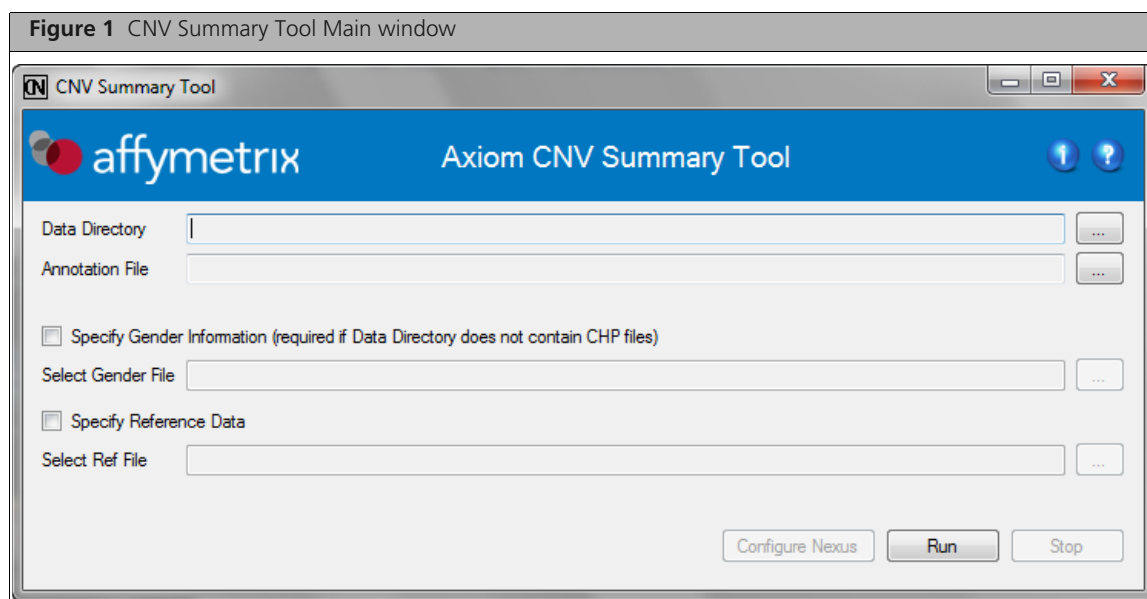 Figure 1 CNV Summary Tool Main window
CN CNV Summary Tool
affymetrix Axiom CNV Summary Tool i ?
Data Directory ...
Annotation File ...
Specify Gender Information (required if Data Directory does not contain CHP files)
Select Gender File ...
Specify Reference Data
Select Ref File ...
Configure Nexus Run Stop